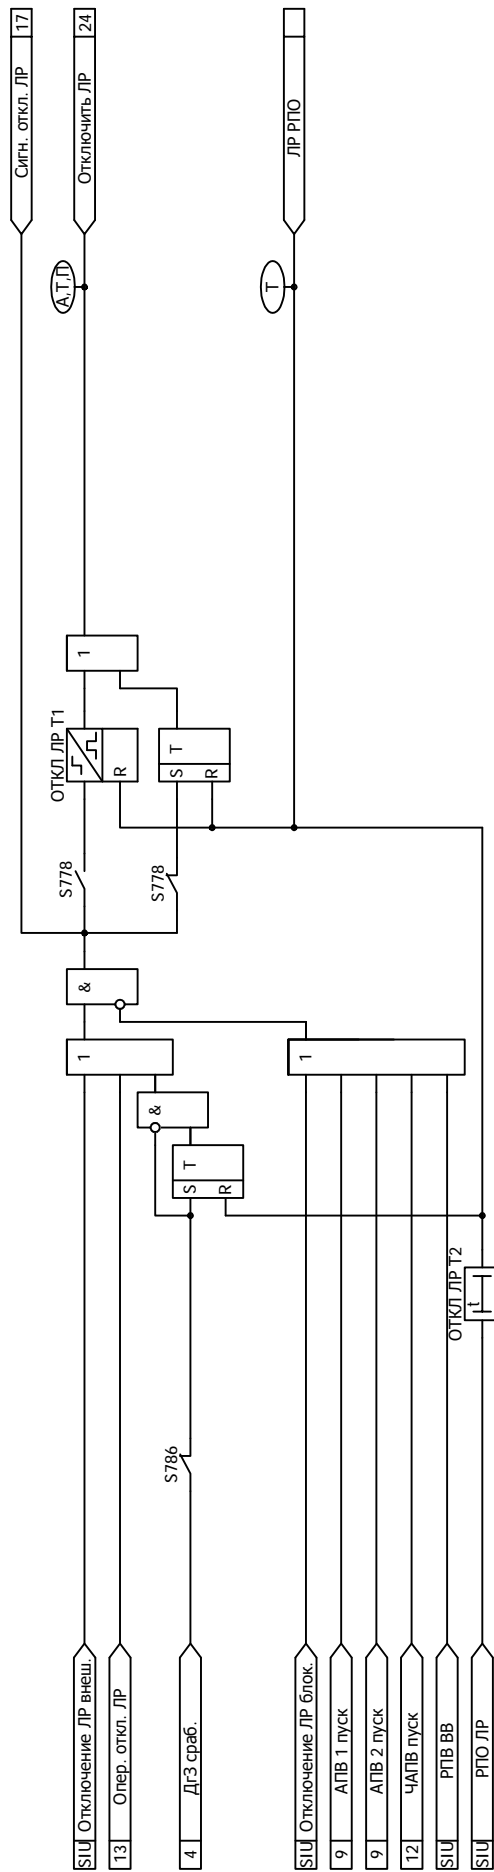 SIU Отключение ЛР внеш.
13 Опер. откл. ЛР
4 ДгЗ сраб.
SIU Отключение ЛР блок.
9 АПВ 1 пуск
9 АПВ 2 пуск
12 ЧАПВ пуск
SIU РПВ ВВ
SIU РПО ЛР
S786
ОТКЛ ЛР Т2
t
S
R
T
&
1
1
&
S778
S778
ОТКЛ ЛР Т1
R
S
R
T
1
А,Т,П
Т
Сигн. откл. ЛР 17
Отключить ЛР 24
ЛР РПО